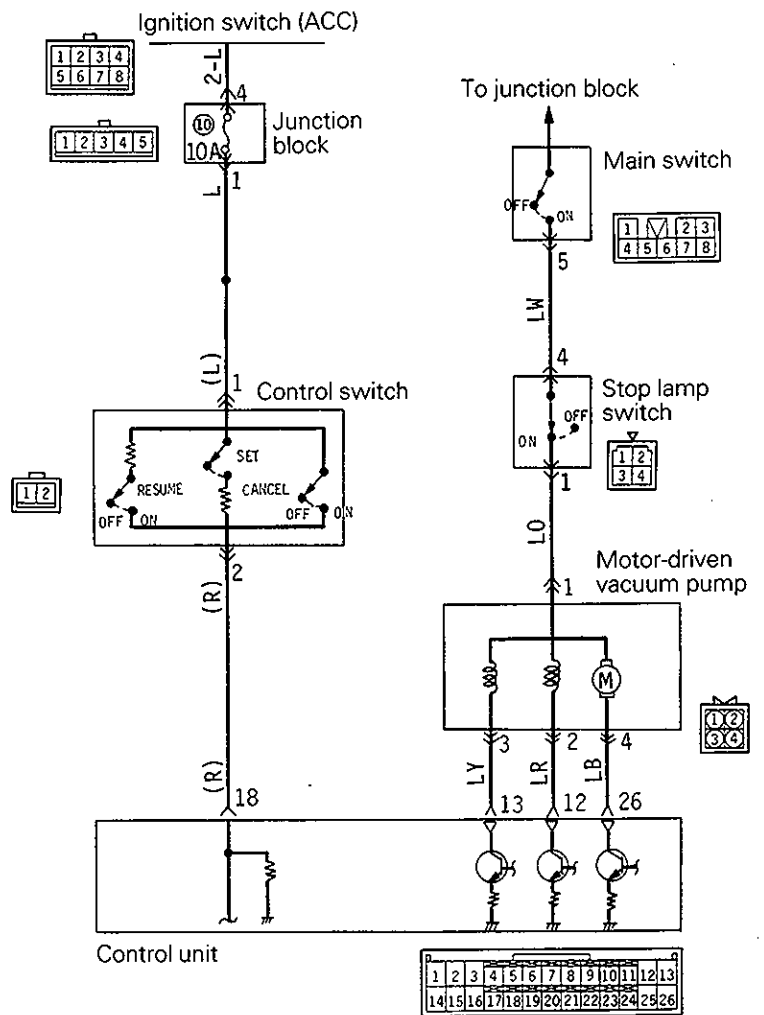 Ignition switch (ACC)
1 2 3 4
5 6 7 8
2-L
4
To junction block
10
10A
Junction
block
1 2 3 4 5
L
1
Main switch
OFF
ON
1 2 3
4 5 6 7 8
5
LW
(L)
1
4
Control switch
Stop lamp
switch
OFF
ON
1 2
3 4
SET
RESUME
CANCEL
OFF
ON
OFF
ON
1 2
1
LO
2
(R)
Motor-driven
vacuum pump
1
M
1 2
3 4
3
2
4
LY
LR
LB
(R)
18
13
12
26
Control unit
1 2 3 4 5 6 7 8 9 10 11 12 13
14 15 16 17 18 19 20 21 22 23 24 25 26